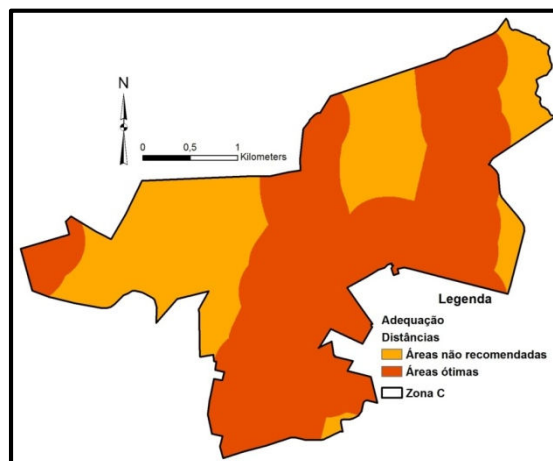 N
0 0,5 1
Kilometers
Legenda
Adequação
Distâncias
Áreas não recomendadas
Áreas ótimas
Zona C